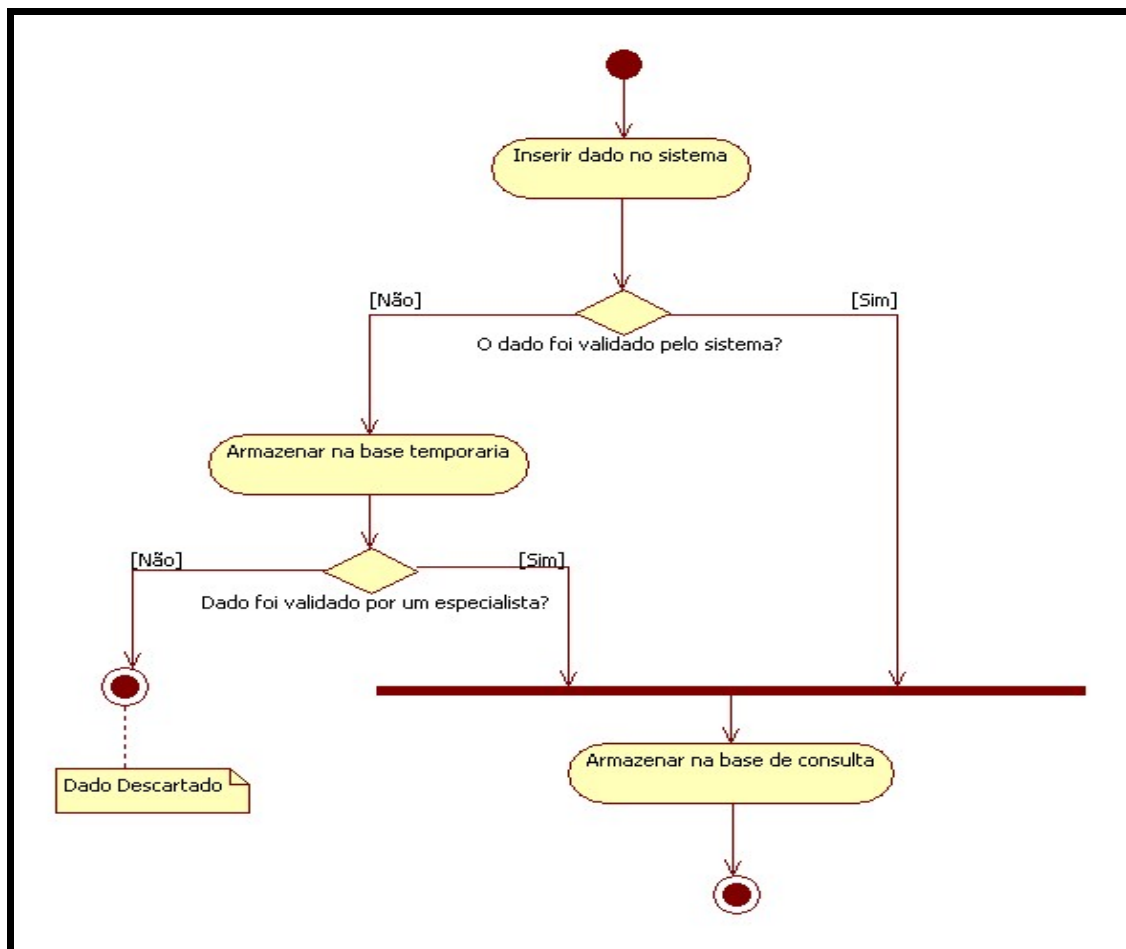 Inserir dado no sistema
[Não]
[Sim]
O dado foi validado pelo sistema?
Armazenar na base temporaria
[Não]
[Sim]
Dado foi validado por um especialista?
Armazenar na base de consulta
Dado Descartado